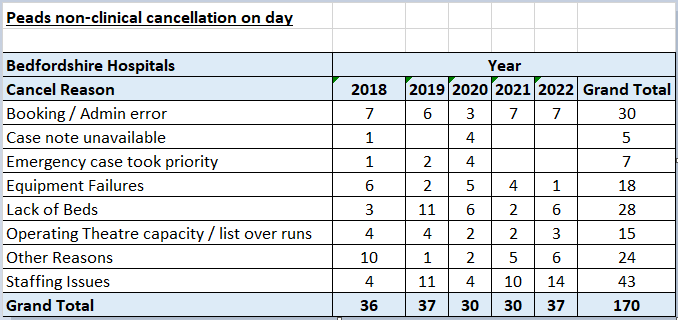 Peads non-clinical cancellation on day
Bedfordshire Hospitals Year
Cancel Reason 2018 2019 2020 2021 2022 Grand Total
Booking / Admin error 7 6 3 7 7 30
Case note unavailable 1 4 5
Emergency case took priority 1 2 4 7
Equipment Failures 6 2 5 4 1 18
Lack of Beds 3 11 6 2 6 28
Operating Theatre capacity / list over runs 4 4 2 2 3 15
Other Reasons 10 1 2 5 6 24
Staffing Issues 4 11 4 10 14 43
Grand Total 36 37 30 30 37 170